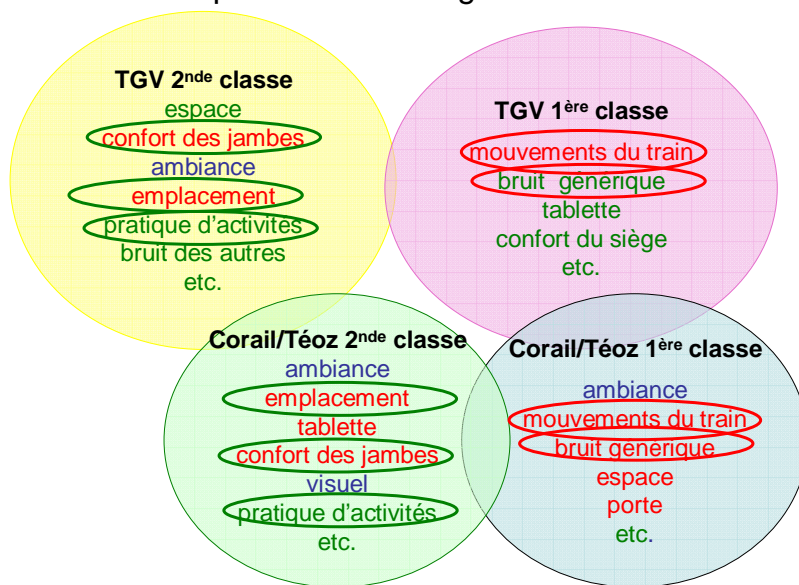 TGV 2nde classe
espace
confort des jambes
ambiance
emplacement
pratique d'activités
bruit des autres
etc.
TGV 1ère classe
mouvements du train
bruit générique
tablette
confort du siège
etc.
Corail/Téoz 2nde classe
ambiance
emplacement
tablette
confort des jambes
visuel
pratique d'activités
etc.
Corail/Téoz 1ère classe
ambiance
mouvements du train
bruit générique
espace
porte
etc.